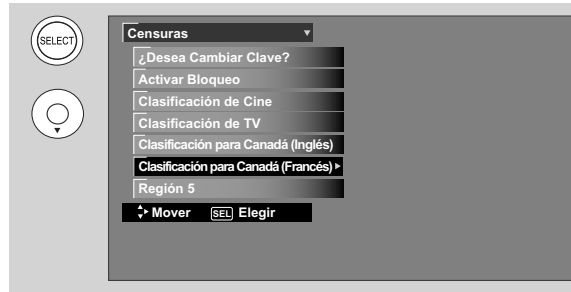 SELECT
Censuras
¿Desea Cambiar Clave?
Activar Bloqueo
Clasificación de Cine
Clasificación de TV
Clasificación para Canadá (Inglés)
Clasificación para Canadá (Francés)
Región 5
Mover SEL Elegir